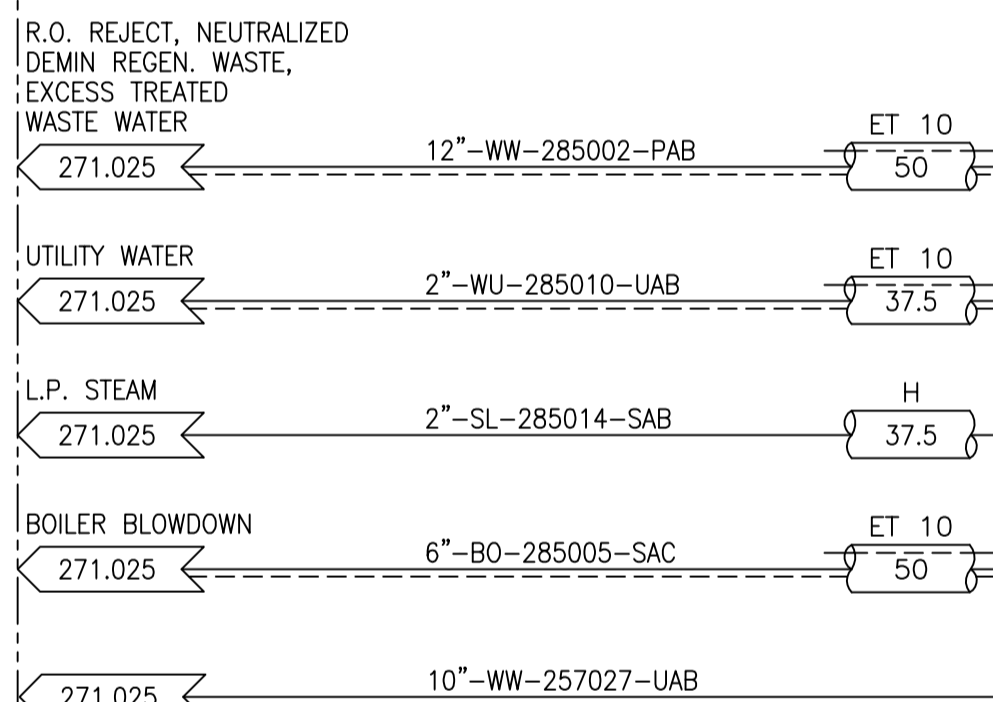 R.O. REJECT, NEUTRALIZED
DEMIN REGEN. WASTE,
EXCESS TREATED
WASTE WATER
271.025
12"-WW-285002-PAB
ET 10
50
UTILITY WATER
271.025
2"-WU-285010-UAB
ET 10
37.5
L.P. STEAM
271.025
2"-SL-285014-SAB
H
37.5
BOILER BLOWDOWN
271.025
6"-BO-285005-SAC
ET 10
50
271.025
10"-WW-257027-UAB